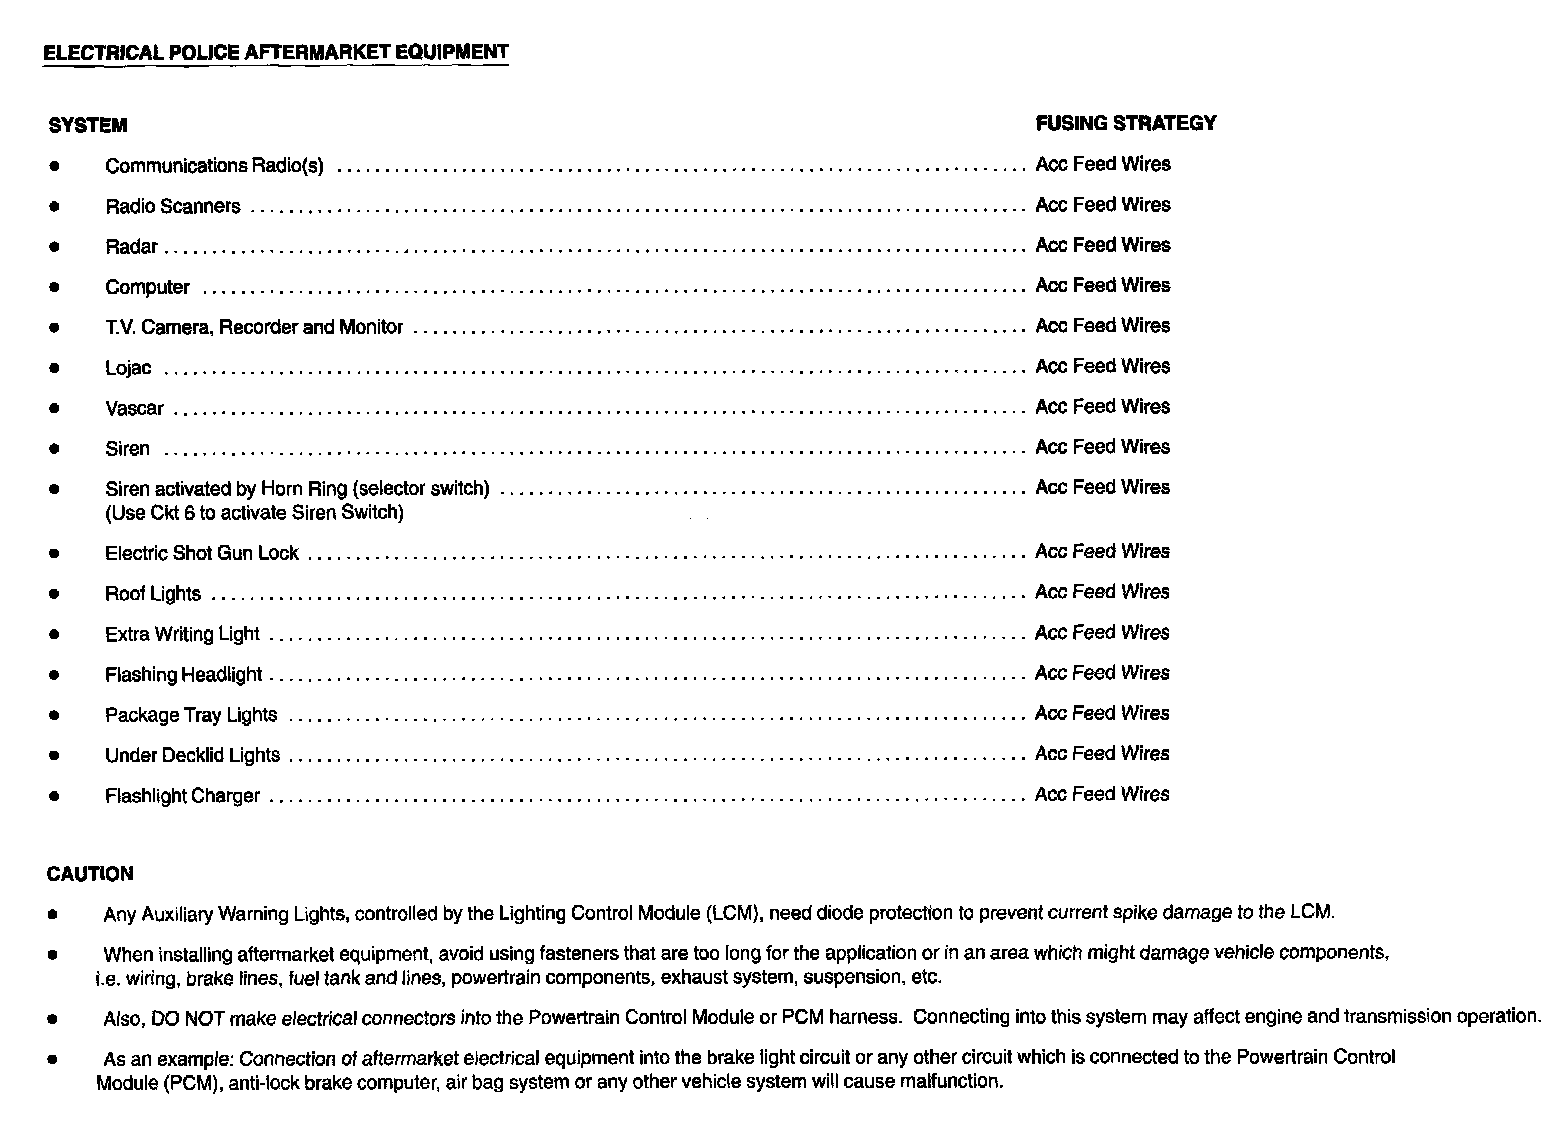 ELECTRICAL POLICE AFTERMARKET EQUIPMENT
SYSTEM FUSING STRATEGY
• Communications Radio(s) ........ Acc Feed Wires
• Radio Scanners ........ Acc Feed Wires
• Radar ........ Acc Feed Wires
• Computer ........ Acc Feed Wires
• T.V. Camera, Recorder and Monitor ........ Acc Feed Wires
• Lojac ........ Acc Feed Wires
• Vascar ........ Acc Feed Wires
• Siren ........ Acc Feed Wires
• Siren activated by Horn Ring (selector switch) ........ Acc Feed Wires
(Use Ckt 6 to activate Siren Switch)
• Electric Shot Gun Lock ........ Acc Feed Wires
• Roof Lights ........ Acc Feed Wires
• Extra Writing Light ........ Acc Feed Wires
• Flashing Headlight ........ Acc Feed Wires
• Package Tray Lights ........ Acc Feed Wires
• Under Decklid Lights ........ Acc Feed Wires
• Flashlight Charger ........ Acc Feed Wires
CAUTION
• Any Auxiliary Warning Lights, controlled by the Lighting Control Module (LCM), need diode protection to prevent current spike damage to the LCM.
• When installing aftermarket equipment, avoid using fasteners that are too long for the application or in an area which might damage vehicle components,
i.e. wiring, brake lines, fuel tank and lines, powertrain components, exhaust system, suspension, etc.
• Also, DO NOT make electrical connectors into the Powertrain Control Module or PCM harness. Connecting into this system may affect engine and transmission operation.
• As an example: Connection of aftermarket electrical equipment into the brake light circuit or any other circuit which is connected to the Powertrain Control
Module (PCM), anti-lock brake computer, air bag system or any other vehicle system will cause malfunction.